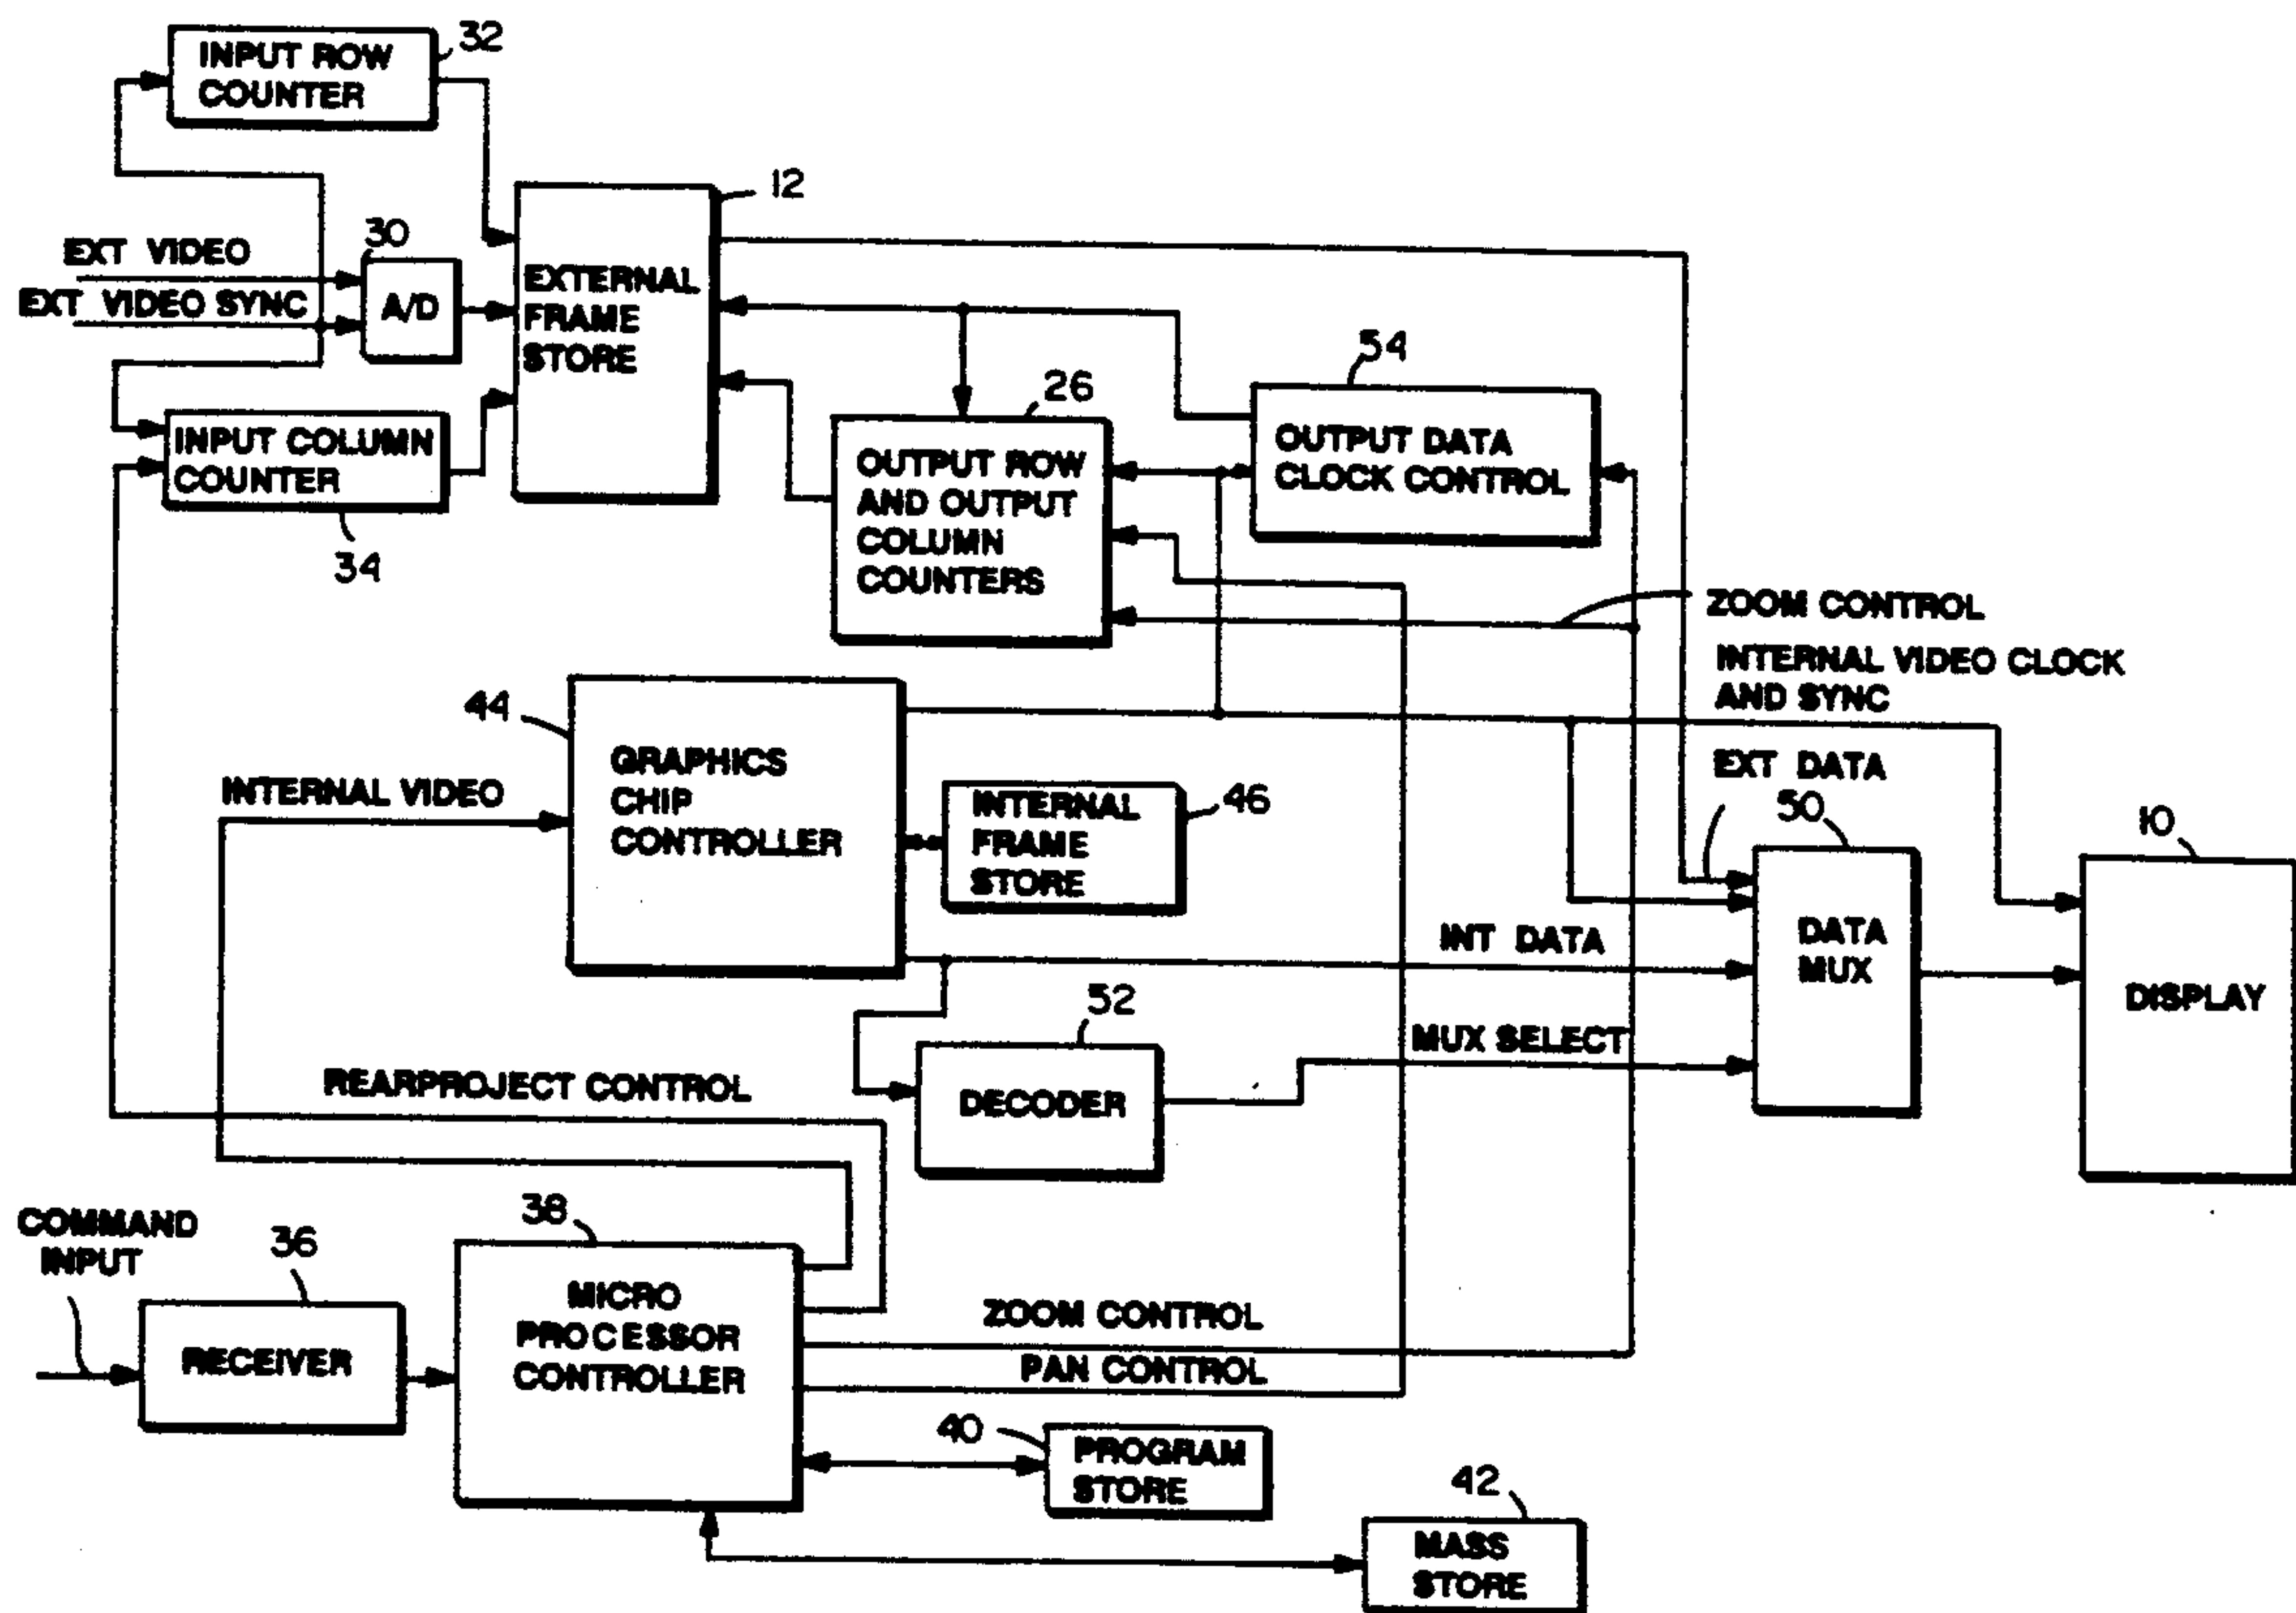 INPUT ROW
COUNTER
32
12
EXT VIDEO
30
EXT VIDEO SYNC
A/D
EXTERNAL
FRAME
STORE
54
26
INPUT COLUMN
COUNTER
34
OUTPUT ROW
AND OUTPUT
COLUMN
COUNTERS
OUTPUT DATA
CLOCK CONTROL
ZOOM CONTROL
INTERNAL VIDEO CLOCK
AND SYNC
44
GRAPHICS
CHIP
CONTROLLER
INTERNAL VIDEO
INTERNAL
FRAME
STORE
46
EXT DATA
50
10
INT DATA
DATA
MUX
DISPLAY
52
MUX SELECT
DECODER
REARPROJECT CONTROL
COMMAND
INPUT
36
38
RECEIVER
MICRO
PROCESSOR
CONTROLLER
ZOOM CONTROL
PAN CONTROL
40
PROGRAM
STORE
42
MASS
STORE